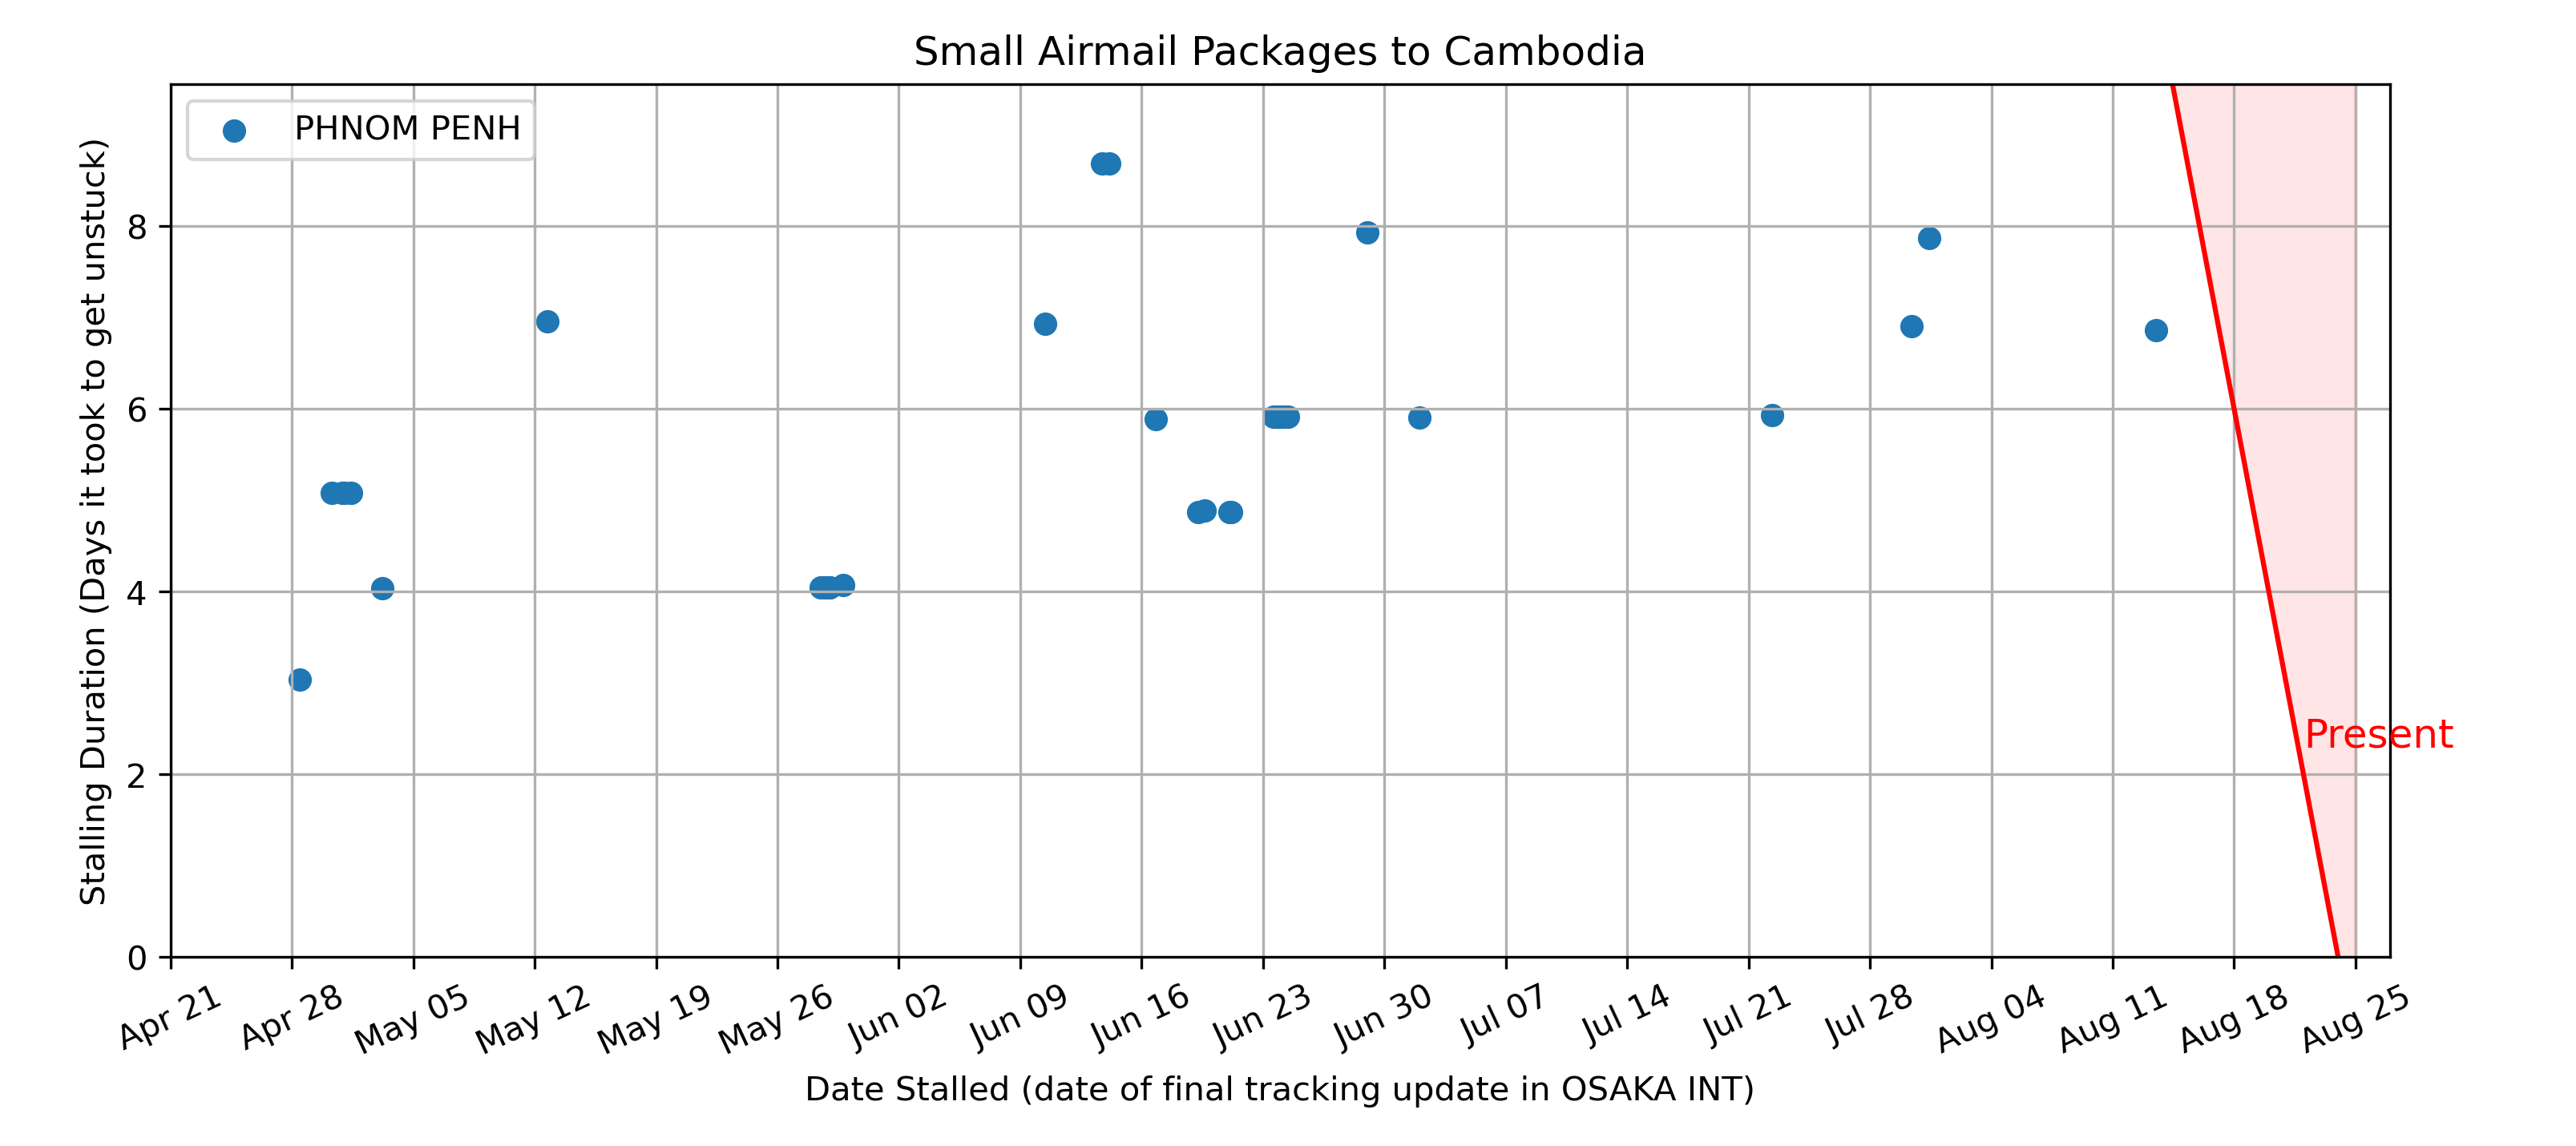 Small Airmail Packages to Cambodia
PHNOM PENH
Stalling Duration (Days it took to get unstuck)
8
6
4
2
0
Present
Apr 21
Apr 28
May 05
May 12
May 19
May 26
Jun 02
Jun 09
Jun 16
Jun 23
Jun 30
Jul 07
Jul 14
Jul 21
Jul 28
Aug 04
Aug 11
Aug 18
Aug 25
Date Stalled (date of final tracking update in OSAKA INT)